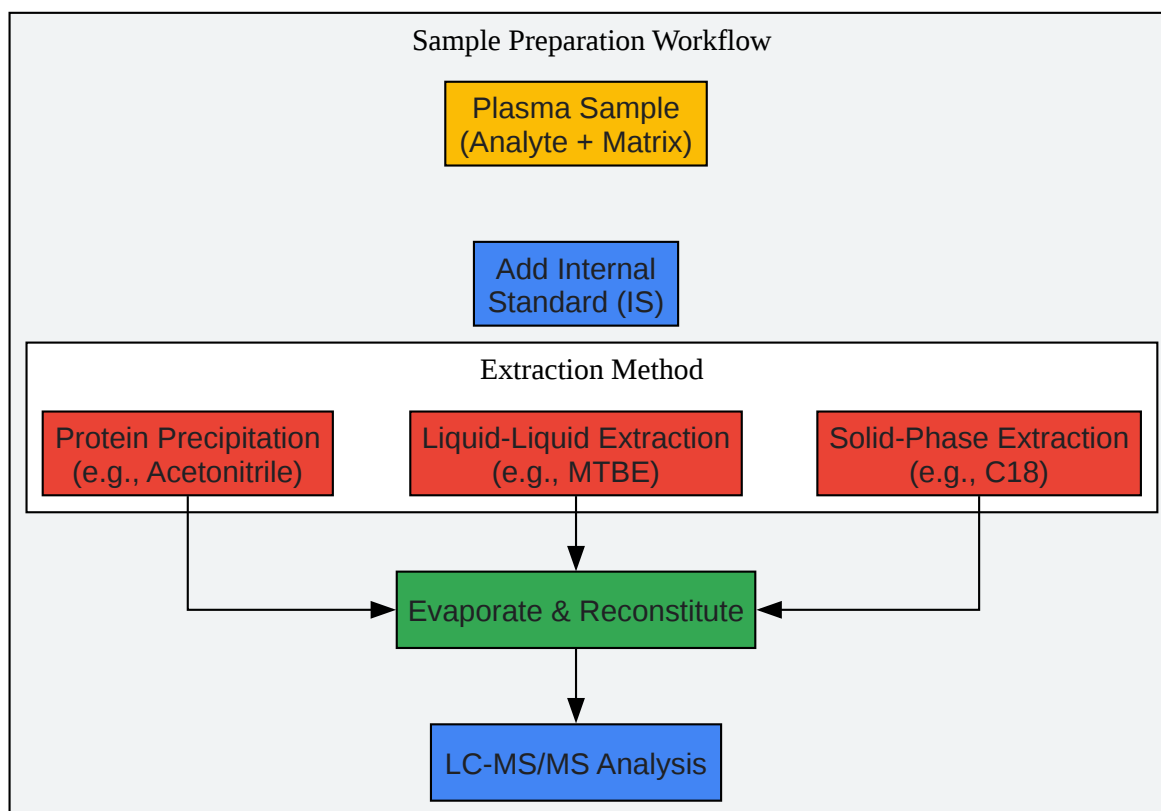 Sample Preparation Workflow
Plasma Sample
(Analyte + Matrix)
Add Internal
Standard (IS)
Extraction Method
Protein Precipitation
(e.g., Acetonitrile)
Liquid-Liquid Extraction
(e.g., MTBE)
Solid-Phase Extraction
(e.g., C18)
Evaporate & Reconstitute
LC-MS/MS Analysis